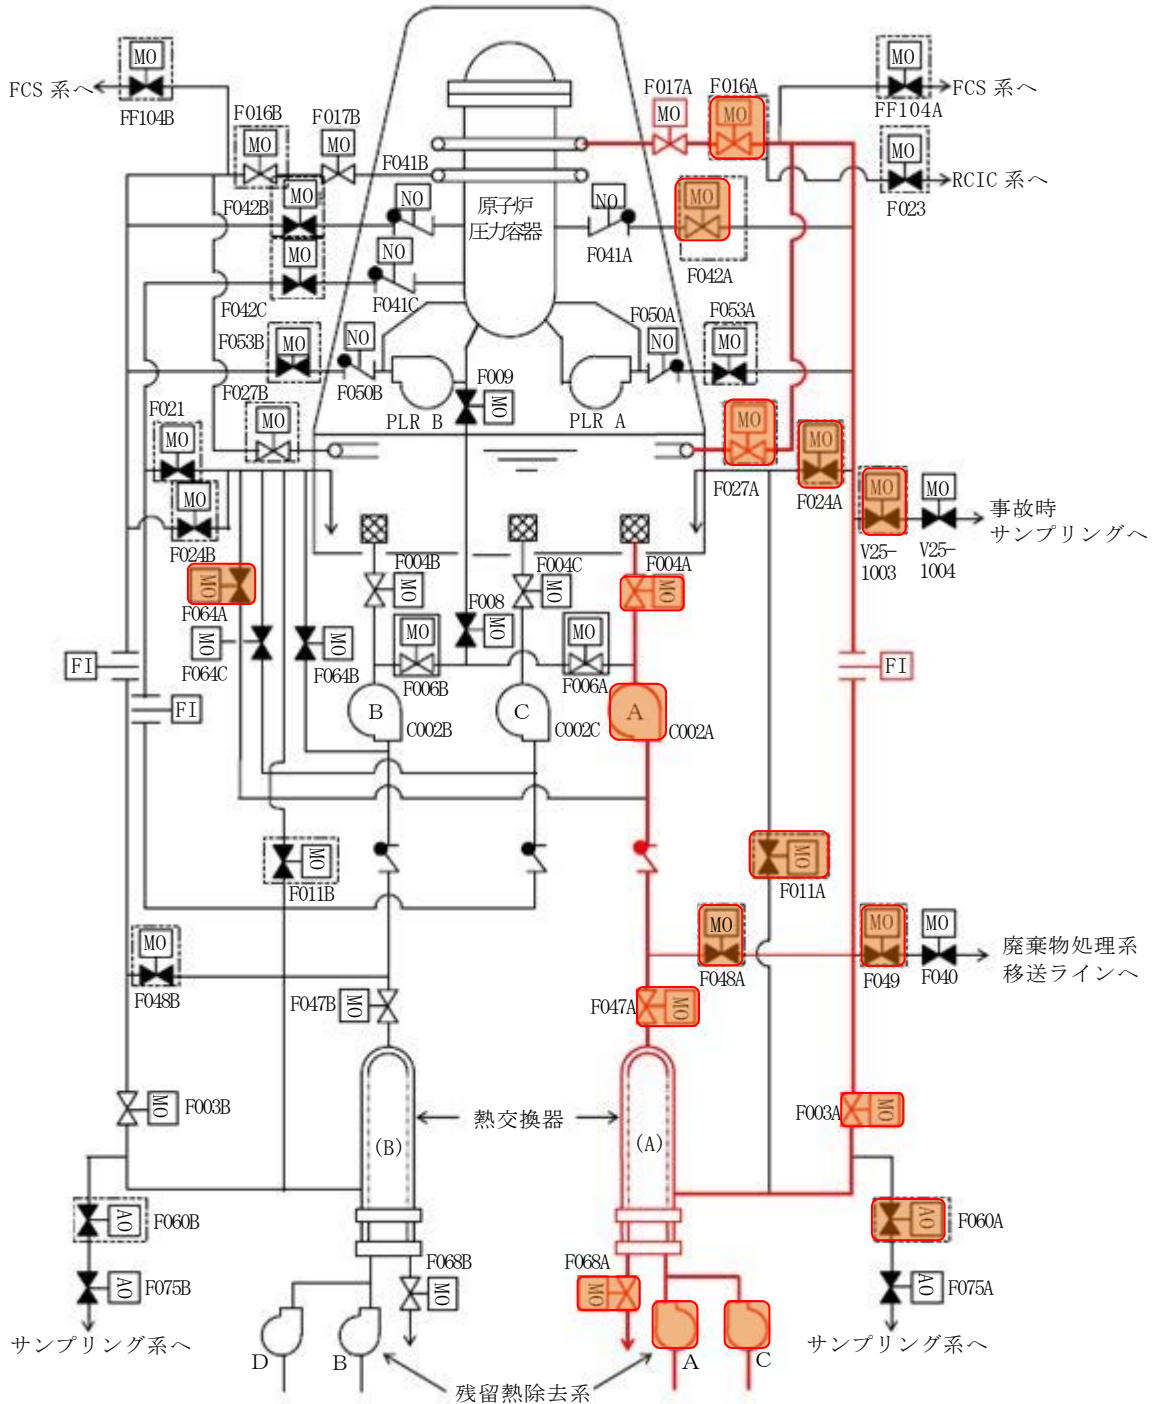 MO
FCS 系へ
FF104B
F016B
MO
F017B
MO
F041B
F017A
MO
F016A
MO
MO
FF104A
FCS 系へ
MO
F023
RCIC 系へ
原子炉
圧力容器
F042B
MO
NO
MO
NO
F042C
F041C
NO
F041A
MO
F042A
F053B
MO
NO
F050B
F050A
NO
F053A
MO
F027B
MO
PLR B
F009
MO
PLR A
F021
MO
MO
F024B
MO
F027A
MO
F024A
MO
V25-
1003
MO
V25-
1004
事故時
サンプリングへ
MO
F064A
MO
F064C
MO
F064B
F004B
MO
F004C
MO
F004A
MO
F008
MO
MO
F006B
MO
F006A
FI
FI
FI
B
C002B
C
C002C
A
C002A
MO
F011B
MO
F011A
MO
F048B
MO
F048A
MO
F049
MO
F040
廃棄物処理系
移送ラインへ
F047B
MO
F047A
MO
MO
F003B
F003A
MO
熱交換器
(B)
(A)
AO
F060B
AO
F060A
AO
F075B
AO
F075A
F068B
MO
F068A
MO
サンプリング系へ
サンプリング系へ
D
B
A
C
残留熱除去系